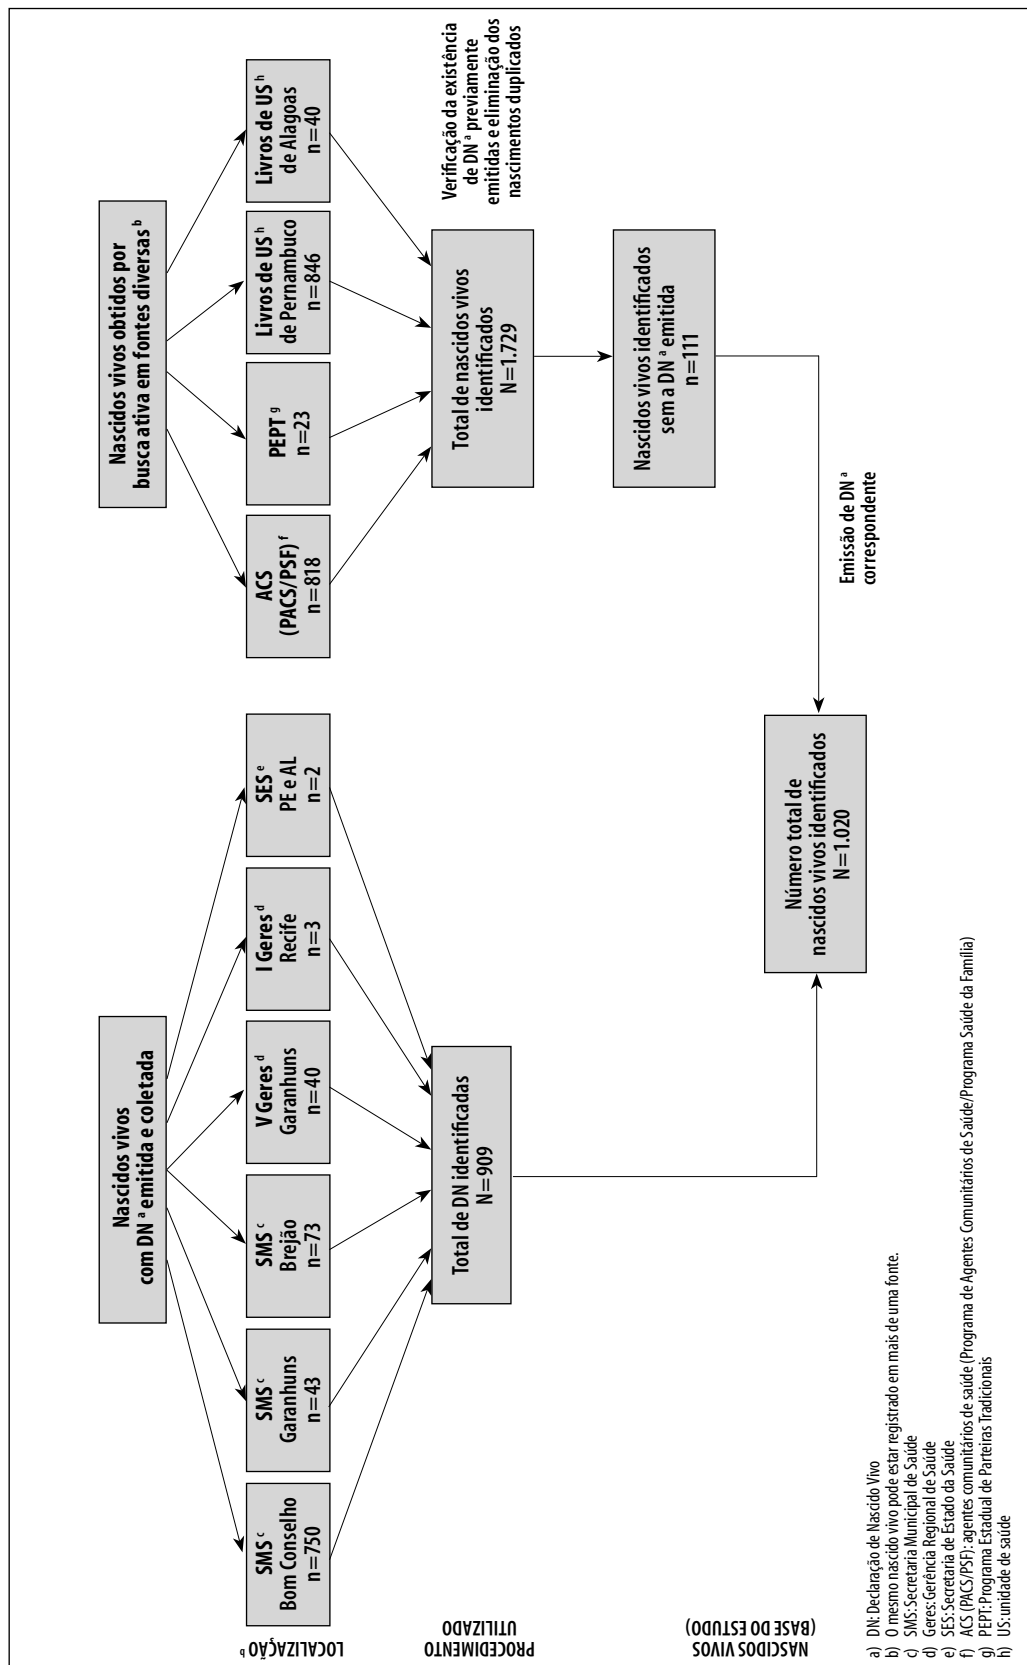 Nascidos vivos
com DN ª emitida e coletada
Nascidos vivos obtidos por
busca ativa em fontes diversas b
LOCALIZAÇÃO b
SMS c
Bom Conselho
n=750
SMS c
Garanhuns
n=43
SMS c
Brejão
n=73
V Geres d
Garanhuns
n=40
I Geres d
Recife
n=3
SES e
PE e AL
n=2
ACS
(PACS/PSF) f
n=818
PEPT g
n=23
Livros de US h
de Pernambuco
n=846
Livros de US h
de Alagoas
n=40
PROCEDIMENTO
UTILIZADO
Total de DN identificadas
N=909
Total de nascidos vivos
identificados
N=1.729
Verificação da existência
de DN ª previamente
emitidas e eliminação dos
nascimentos duplicados
Nascidos vivos identificados
sem a DN ª emitida
n=111
NASCIDOS VIVOS
(BASE DO ESTUDO)
Número total de
nascidos vivos identificados
N=1.020
Emissão de DN ª
correspondente
a) DN: Declaração de Nascido Vivo
b) O mesmo nascido vivo pode estar registrado em mais de uma fonte.
c) SMS: Secretaria Municipal de Saúde
d) Geres: Gerência Regional de Saúde
e) SES: Secretaria de Estado da Saúde
f) ACS (PACS/PSF): agentes comunitários de saúde (Programa de Agentes Comunitários de Saúde/Programa Saúde da Família)
g) PEPT: Programa Estadual de Parteiras Tradicionais
h) US: unidade de saúde